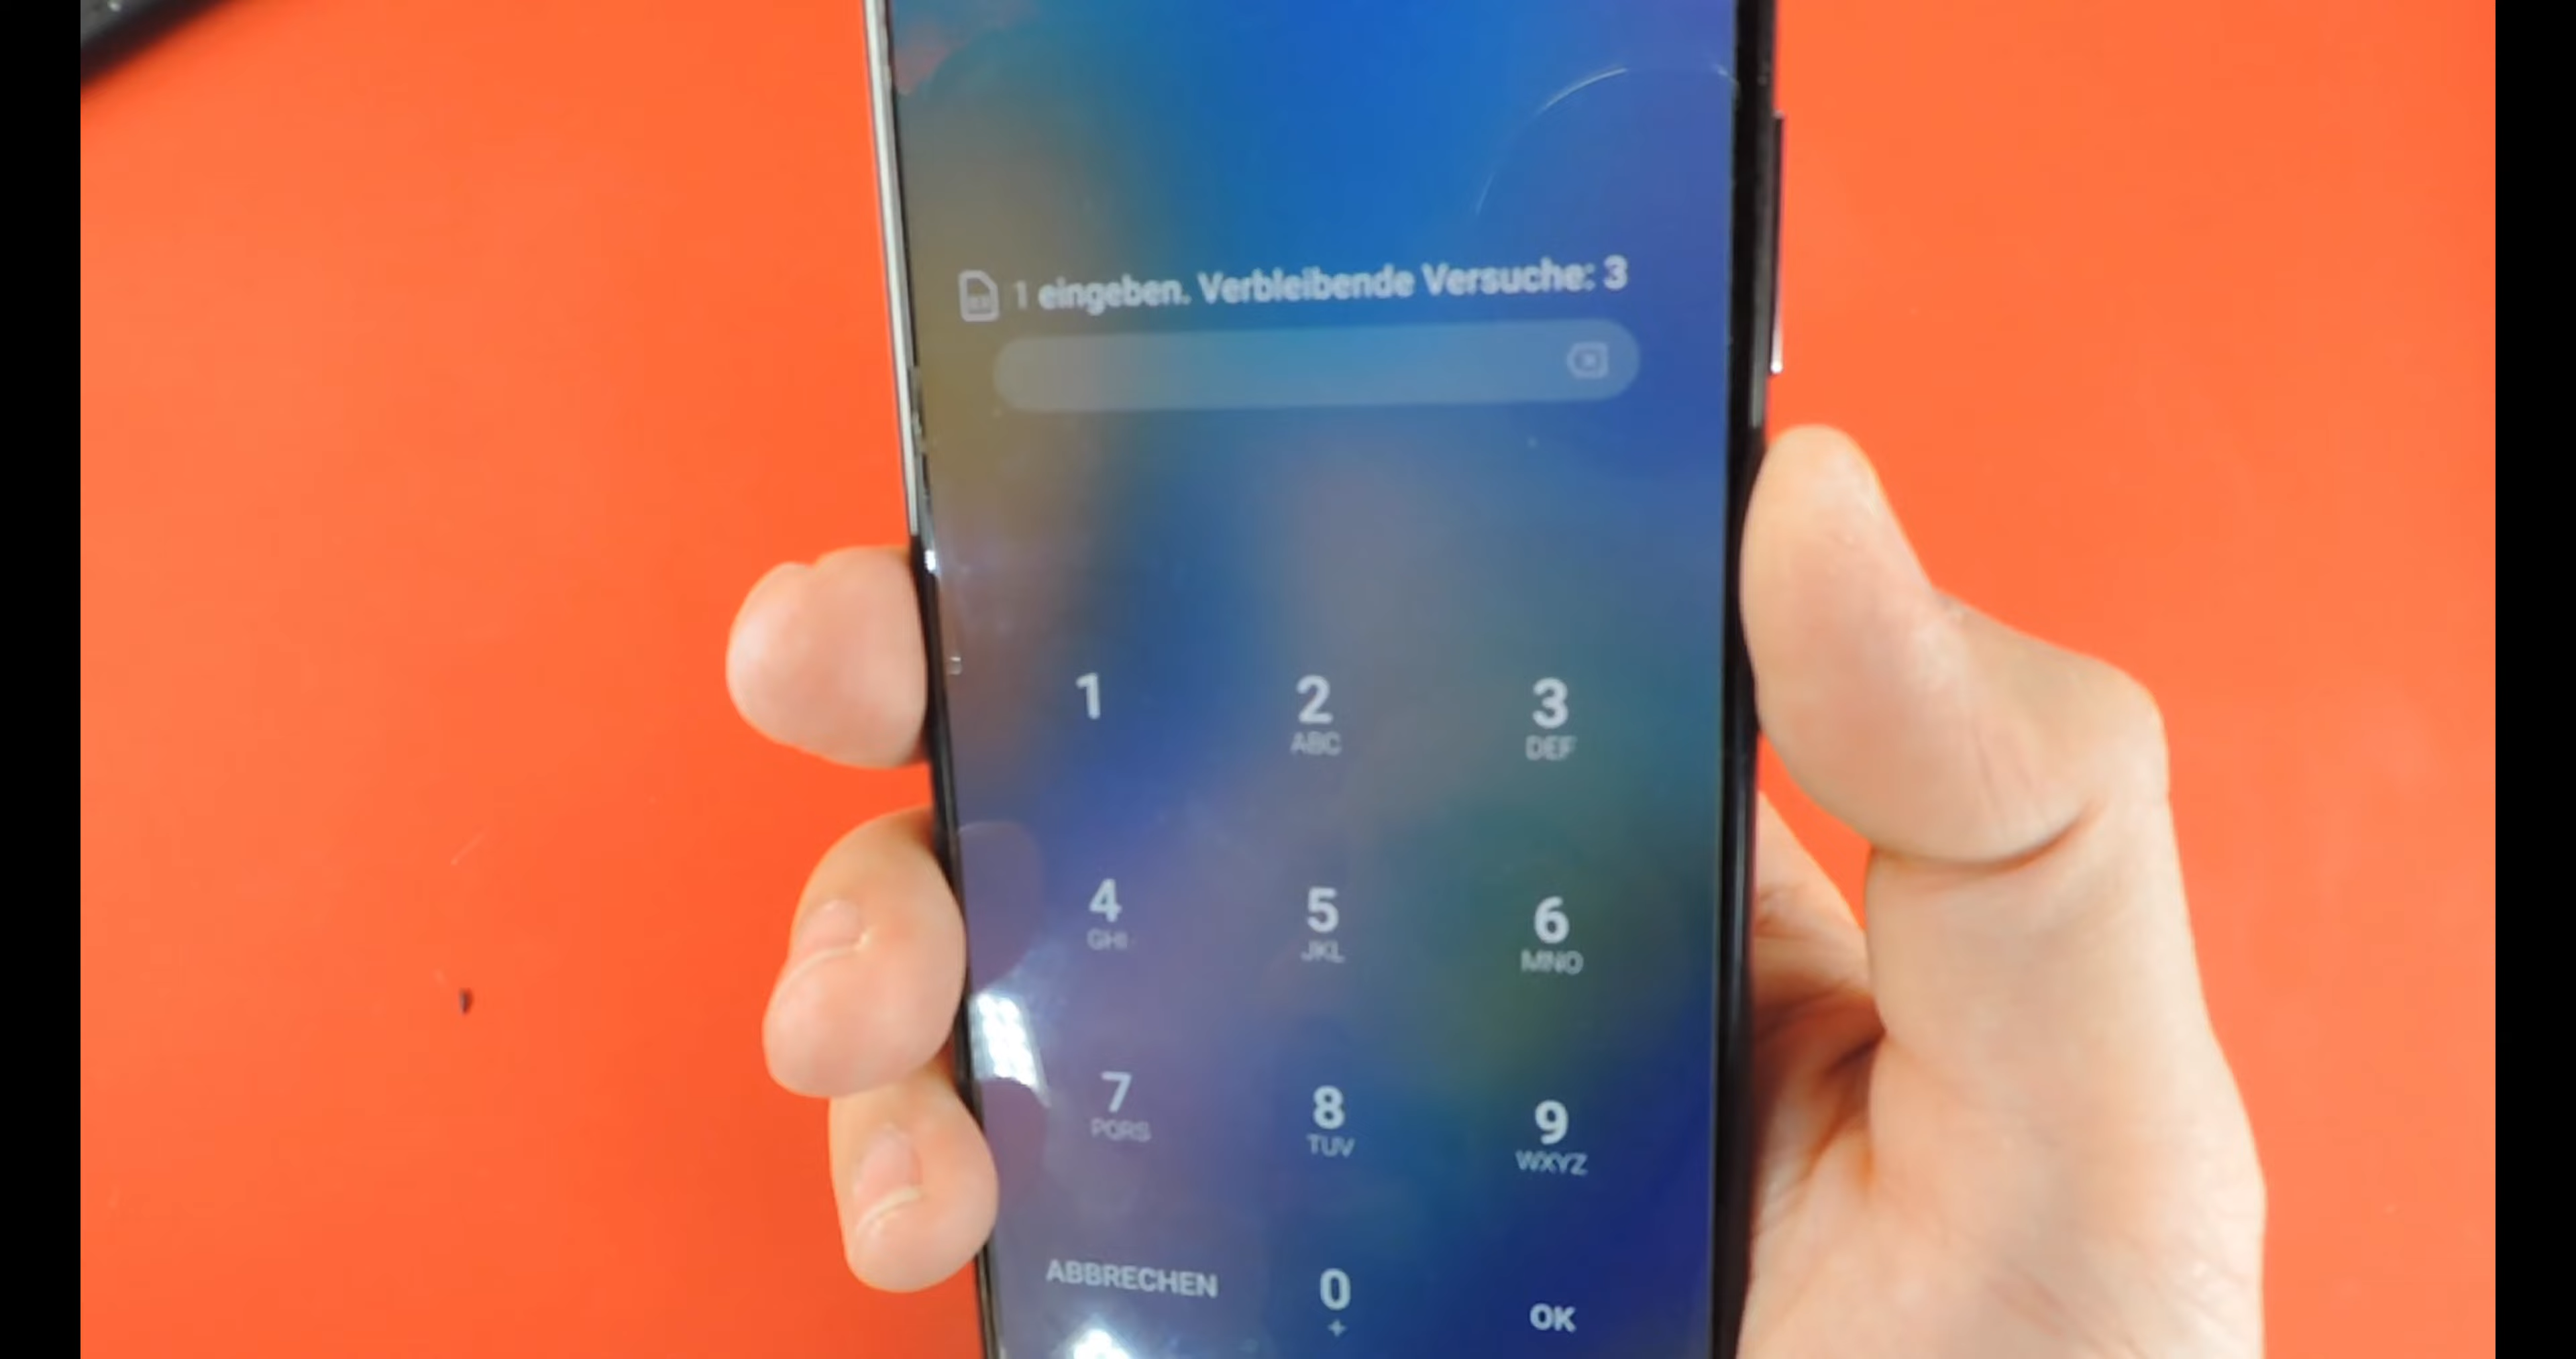 1 eingeben. Verbleibende Versuche: 3
1 2 3
ABC DEF
4 5 6
GHI JKL MNO
7 8 9
PQRS TUV WXYZ
ABBRECHEN 0 OK
+